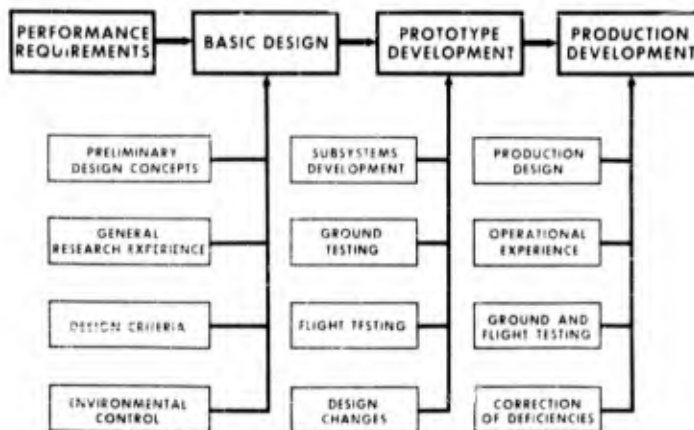 PERFORMANCE
REQUIREMENTS
BASIC DESIGN
PROTOTYPE
DEVELOPMENT
PRODUCTION
DEVELOPMENT
PRELIMINARY
DESIGN CONCEPTS
GENERAL
RESEARCH EXPERIENCE
DESIGN CRITERIA
ENVIRONMENTAL
CONTROL
SUBSYSTEMS
DEVELOPMENT
GROUND
TESTING
FLIGHT TESTING
DESIGN
CHANGES
PRODUCTION
DESIGN
OPERATIONAL
EXPERIENCE
GROUND AND
FLIGHT TESTING
CORRECTION
OF DEFICIENCIES